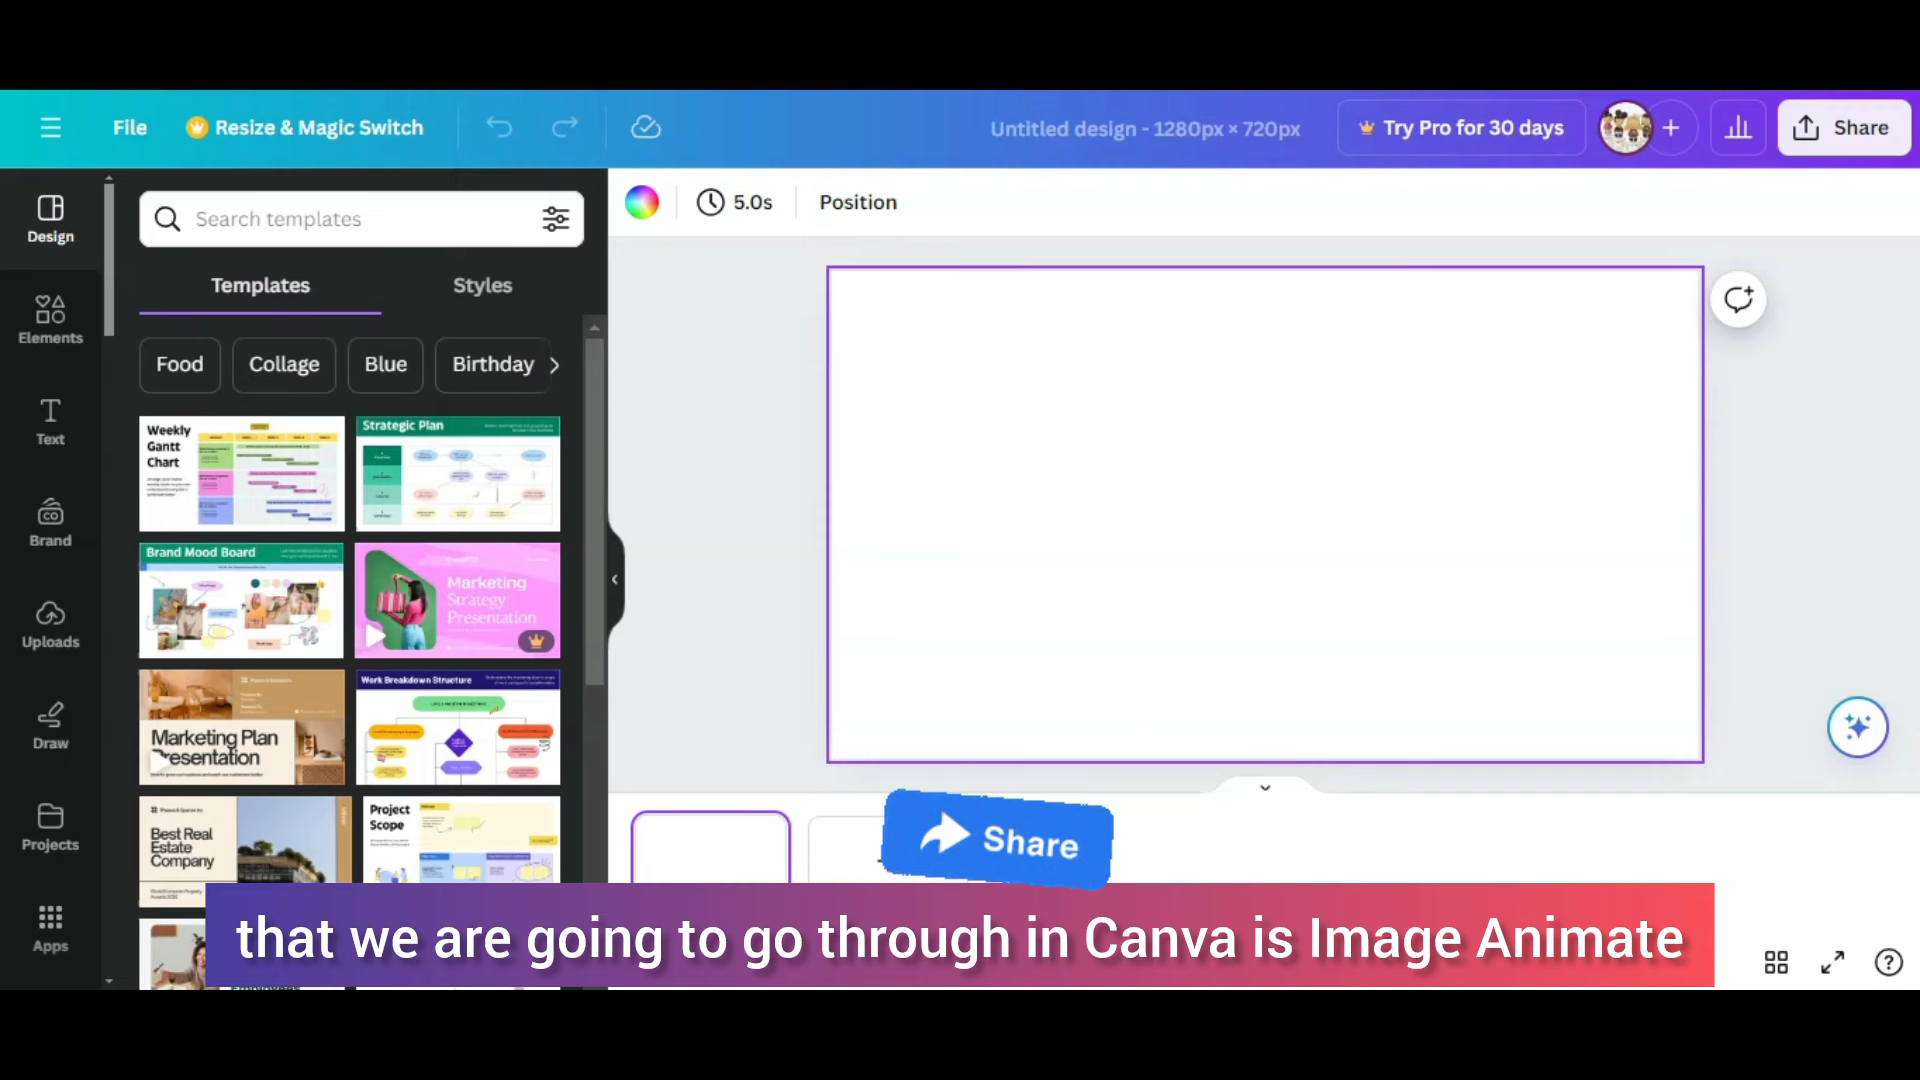 File
Resize & Magic Switch
Untitled design - 1280px × 720px
Try Pro for 30 days
Share
Design
Search templates
5.0s
Position
Templates
Styles
Elements
Food
Collage
Blue
Birthday
Text
Weekly
Gantt
Chart
Strategic Plan
Brand
CO
Brand Mood Board
Marketing
Strategy
Presentation
Uploads
Work Breakdown Structure
Marketing Plan
Presentation
Draw
Projects
Best Real
Estate
Company
Project
Scope
Share
Apps
that we are going to go through in Canva is Image Animate